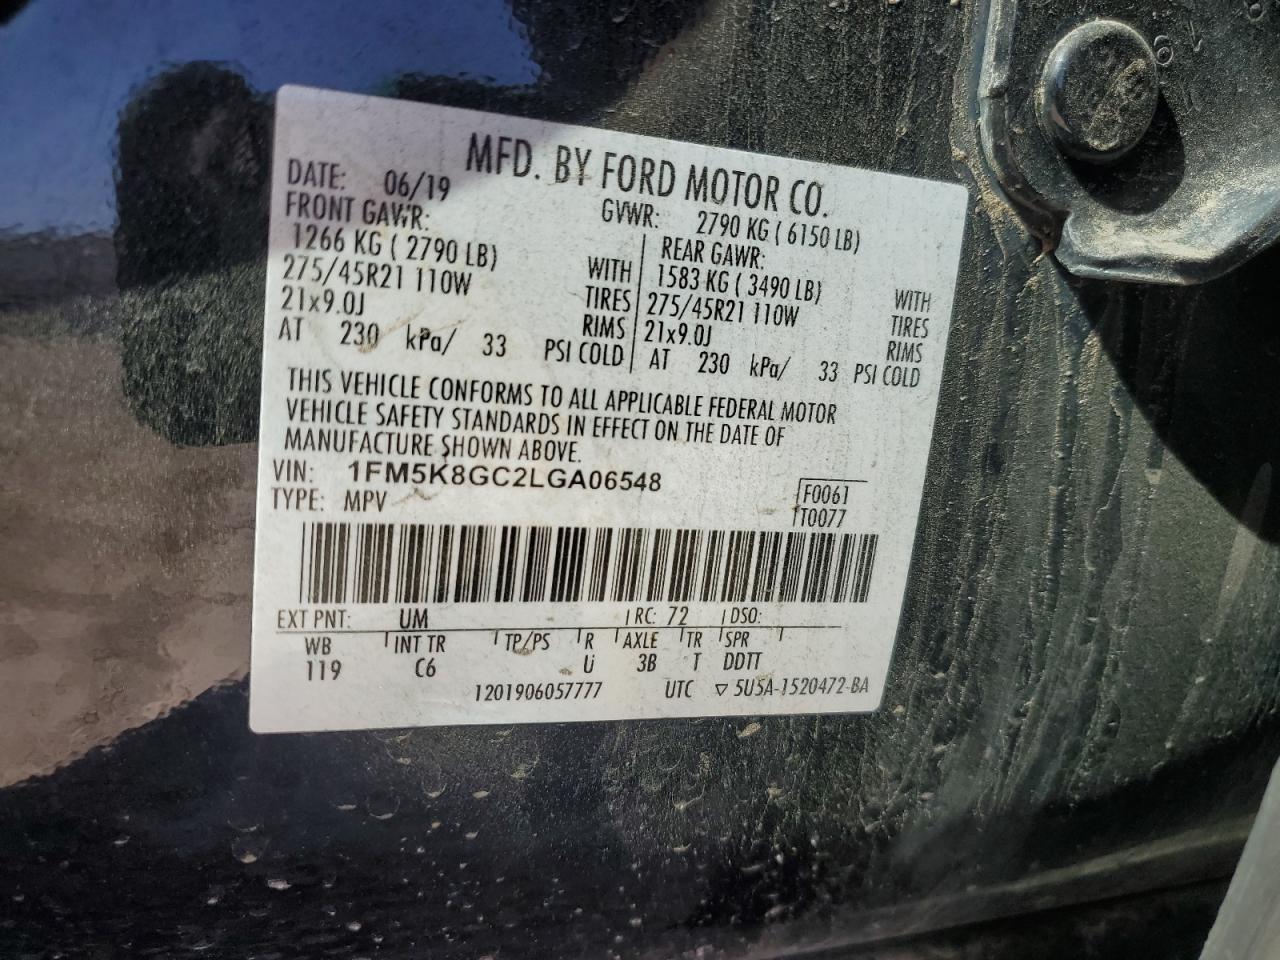 MFD. BY FORD MOTOR CO.
DATE: 06/19 GVWR: 2790 KG ( 6150 LB)
FRONT GAWR: REAR GAWR:
1266 KG ( 2790 LB) WITH 1583 KG ( 3490 LB) WITH
275/45R21 110W TIRES 275/45R21 110W TIRES
21x9.0J RIMS 21x9.0J RIMS
AT 230 kPa/ 33 PSI COLD AT 230 kPa/ 33 PSI COLD
THIS VEHICLE CONFORMS TO ALL APPLICABLE FEDERAL MOTOR
VEHICLE SAFETY STANDARDS IN EFFECT ON THE DATE OF
MANUFACTURE SHOWN ABOVE.
VIN: 1FM5K8GC2LGA06548 F0061
TYPE: MPV T0077
EXT PNT: UM RC: 72 DSO:
WB INT TR TP/PS R AXLE TR SPR
119 C6 U 3B T DDTT
1201906057777 UTC ▽ 5U5A-1520472-BA